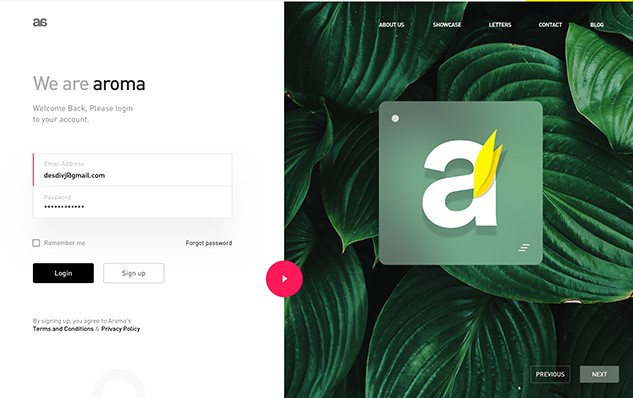 aa
ABOUT US SHOWCASE LETTERS CONTACT BLOG
We are aroma
Welcome Back, Please login
to your account.
Email Address
desdivj@gmail.com
Password
************
Remember me Forgot password
Login Sign up
By signing up, you agree to Aroma's
Terms and Conditions & Privacy Policy
a
PREVIOUS NEXT